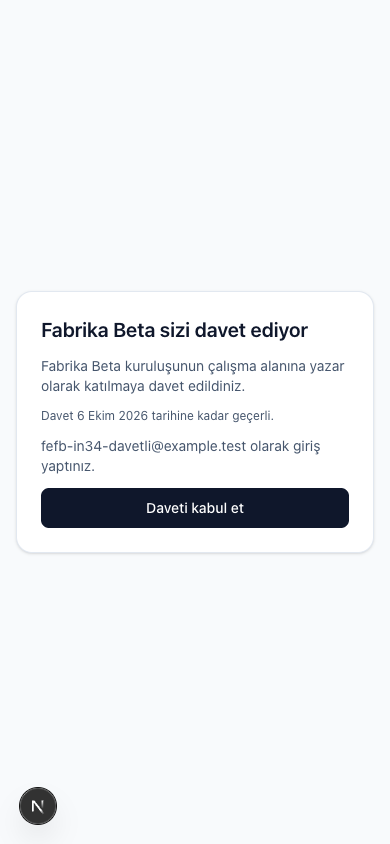 Fabrika Beta sizi davet ediyor
Fabrika Beta kuruluşunun çalışma alanına yazar
olarak katılmaya davet edildiniz.
Davet 6 Ekim 2026 tarihine kadar geçerli.
fefb-in34-davetli@example.test olarak giriş
yaptınız.
Daveti kabul et
N